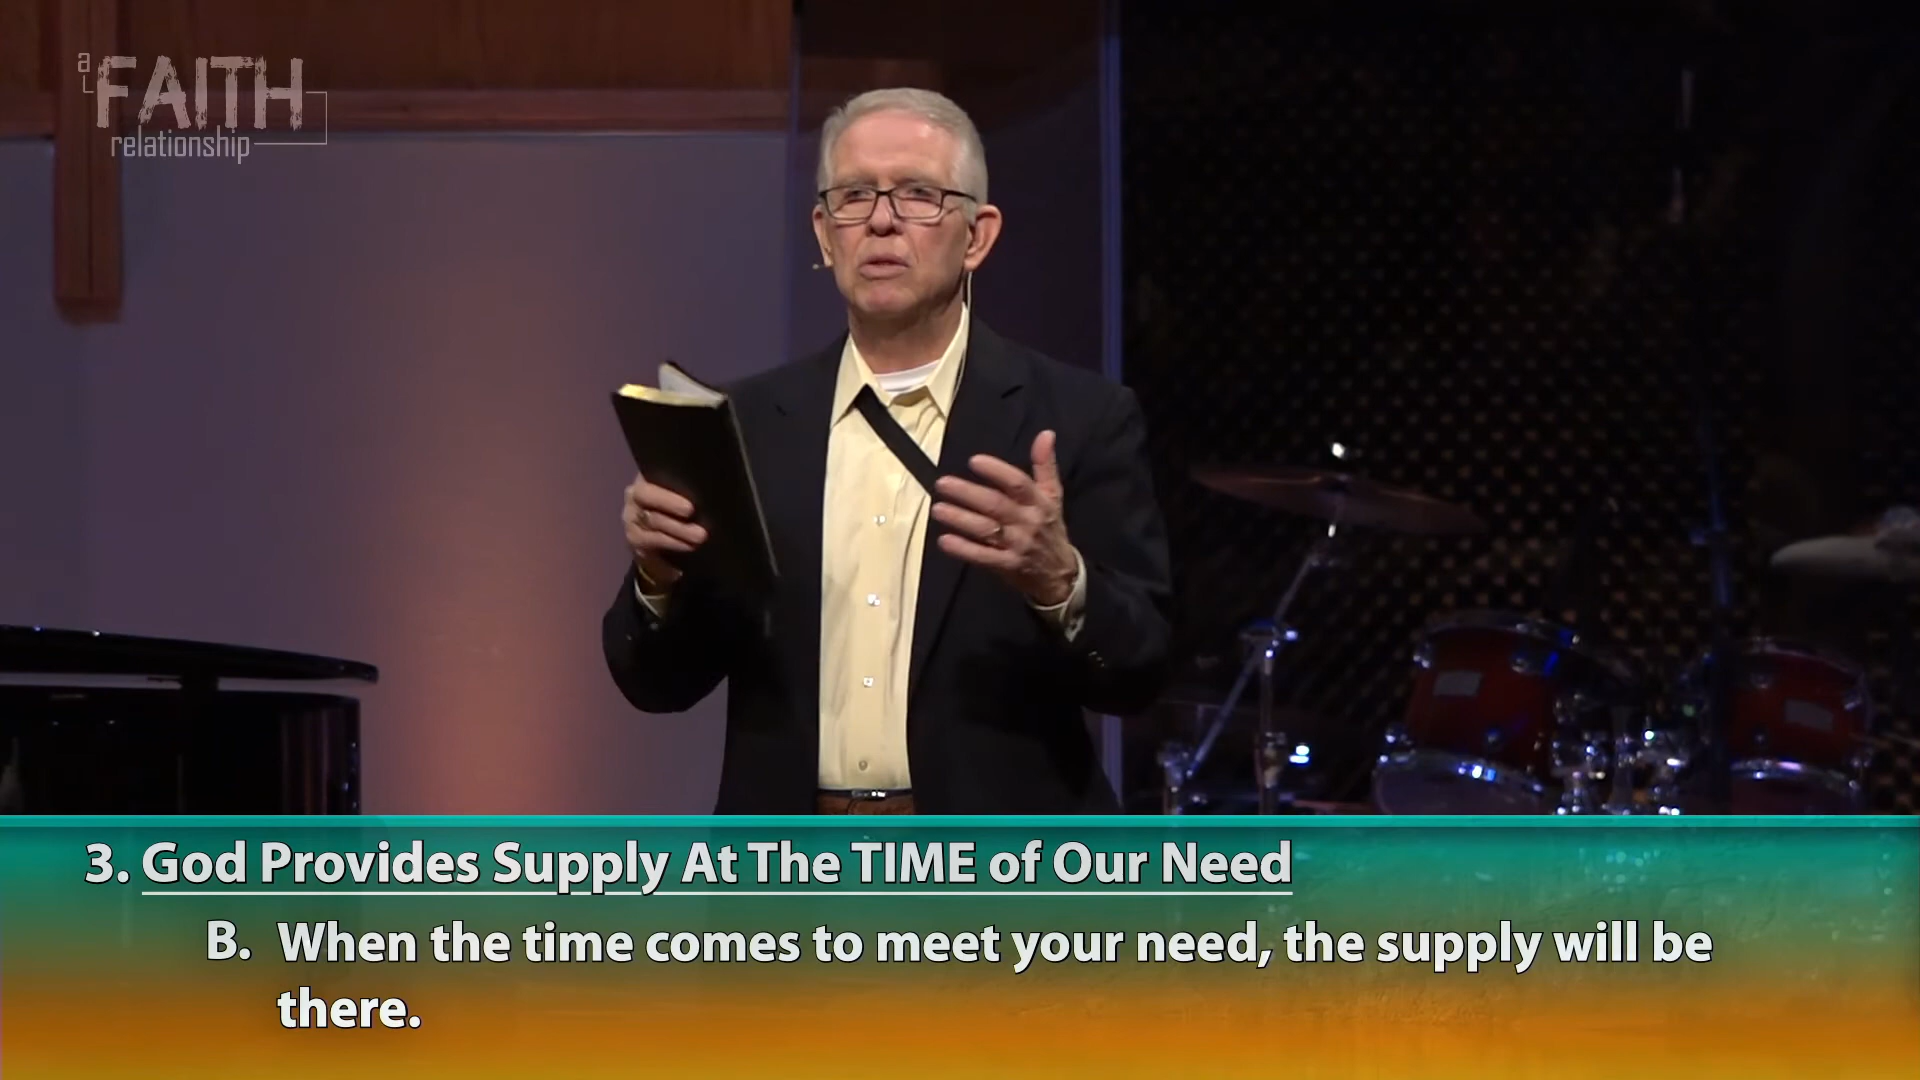 a
FAITH
relationship
3. God Provides Supply At The TIME of Our Need
B. When the time comes to meet your need, the supply will be
there.